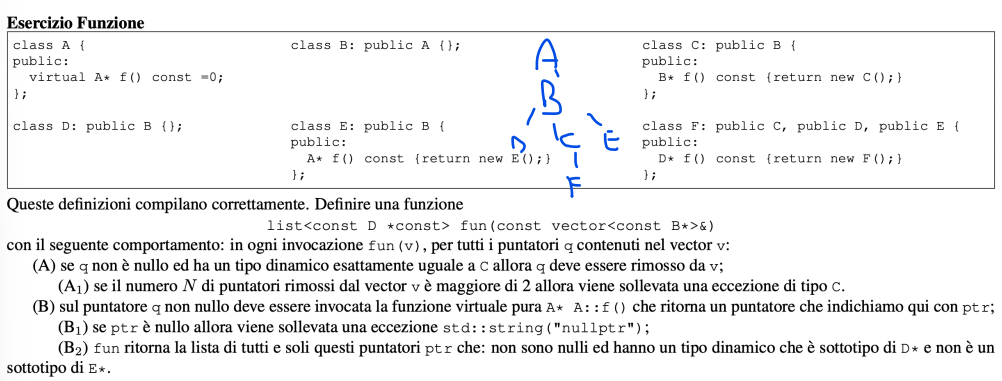 Esercizio Funzione
class A { class B: public A {}; class C: public B {
public: public:
virtual A* f() const =0; B* f() const {return new C();}
}; };
class D: public B {}; class E: public B { class F: public C, public D, public E {
public: public:
A* f() const {return new E();} D* f() const {return new F();}
}; };
A
B
D C E
F
Queste definizioni compilano correttamente. Definire una funzione
list<const D *const> fun(const vector<const B*>&)
con il seguente comportamento: in ogni invocazione fun(v), per tutti i puntatori q contenuti nel vector v:
(A) se q non è nullo ed ha un tipo dinamico esattamente uguale a C allora q deve essere rimosso da v;
(A₁) se il numero N di puntatori rimossi dal vector v è maggiore di 2 allora viene sollevata una eccezione di tipo C.
(B) sul puntatore q non nullo deve essere invocata la funzione virtuale pura A* A::f() che ritorna un puntatore che indichiamo qui con ptr;
(B₁) se ptr è nullo allora viene sollevata una eccezione std::string("nullptr");
(B₂) fun ritorna la lista di tutti e soli questi puntatori ptr che: non sono nulli ed hanno un tipo dinamico che è sottotipo di D* e non è un
sottotipo di E*.